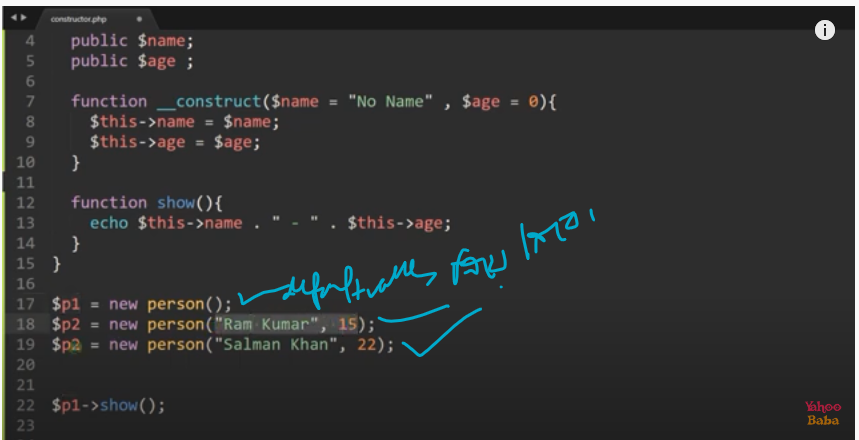 constructor.php
4 public $name;
5 public $age ;
6
7 function __construct($name = "No Name" , $age = 0){
8 $this->name = $name;
9 $this->age = $age;
10 }
11
12 function show(){
13 echo $this->name . " - " . $this->age;
14 }
15 }
16
default values
17 $p1 = new person();
18 $p2 = new person("Ram Kumar", 15);
19 $p2 = new person("Salman Khan", 22);
20
21
22 $p1->show();
23
Yahoo
Baba